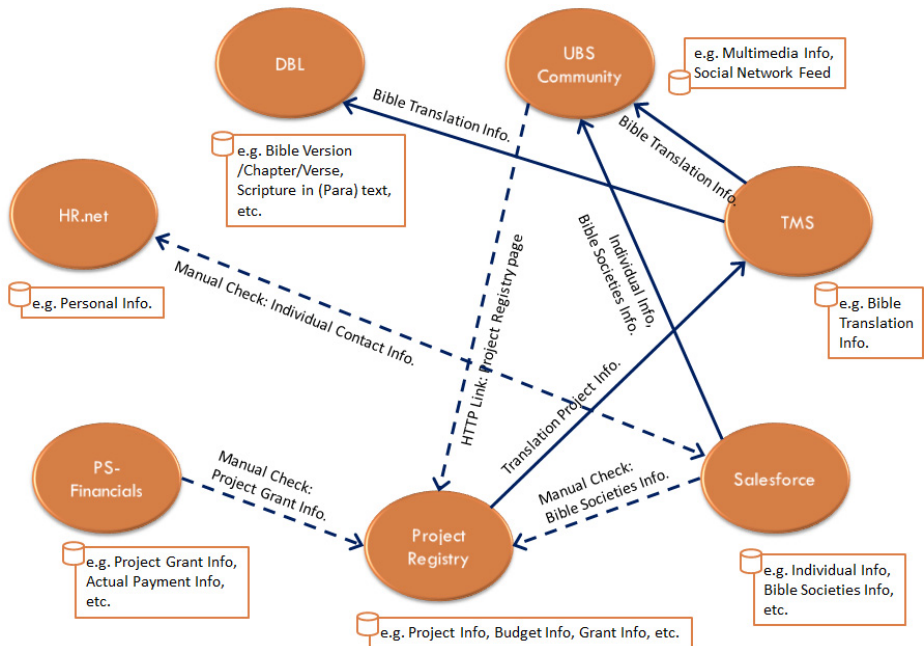 DBL
UBS
Community
e.g. Multimedia Info,
Social Network Feed
Bible Translation Info.
Bible Translation Info.
e.g. Bible Version
/Chapter/Verse,
Scripture in (Para) text,
etc.
HR.net
TMS
e.g. Personal Info.
Manual Check: Individual Contact Info.
HTTP Link: Project Registry page
Individual Info,
Bible Societies Info.
e.g. Bible
Translation
Info.
Translation Project Info.
PS-
Financials
Manual Check:
Project Grant Info.
Manual Check:
Bible Societies Info.
Salesforce
Project
Registry
e.g. Project Grant Info,
Actual Payment Info,
etc.
e.g. Individual Info,
Bible Societies Info,
etc.
e.g. Project Info, Budget Info, Grant Info, etc.